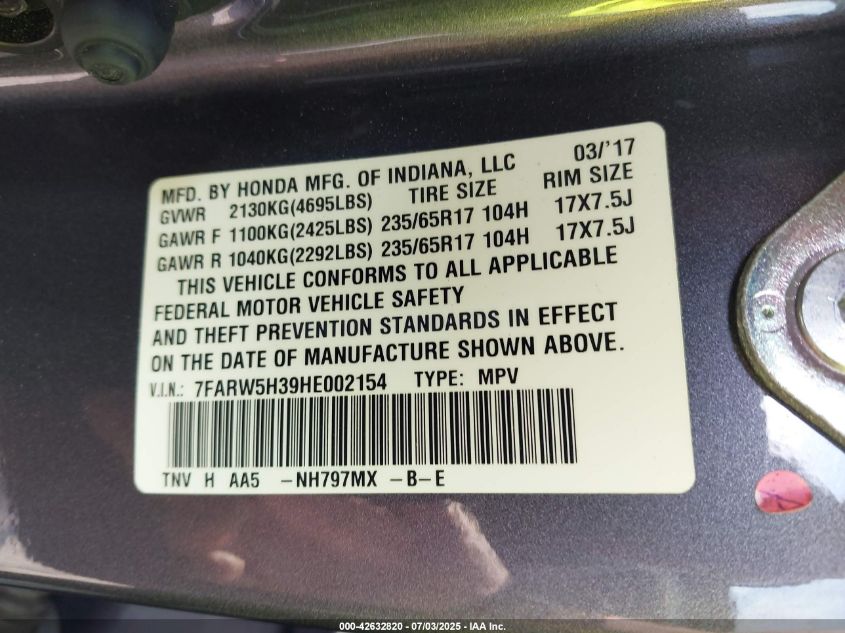 MFD. BY HONDA MFG. OF INDIANA, LLC 03/'17
GVWR 2130KG(4695LBS) TIRE SIZE RIM SIZE
GAWR F 1100KG(2425LBS) 235/65R17 104H 17X7.5J
GAWR R 1040KG(2292LBS) 235/65R17 104H 17X7.5J
THIS VEHICLE CONFORMS TO ALL APPLICABLE
FEDERAL MOTOR VEHICLE SAFETY
AND THEFT PREVENTION STANDARDS IN EFFECT
ON THE DATE OF MANUFACTURE SHOWN ABOVE.
V.I.N.: 7FARW5H39HE002154 TYPE: MPV
TNV H AA5 -NH797MX -B-E
000-42632820 - 07/03/2025 - IAA Inc.